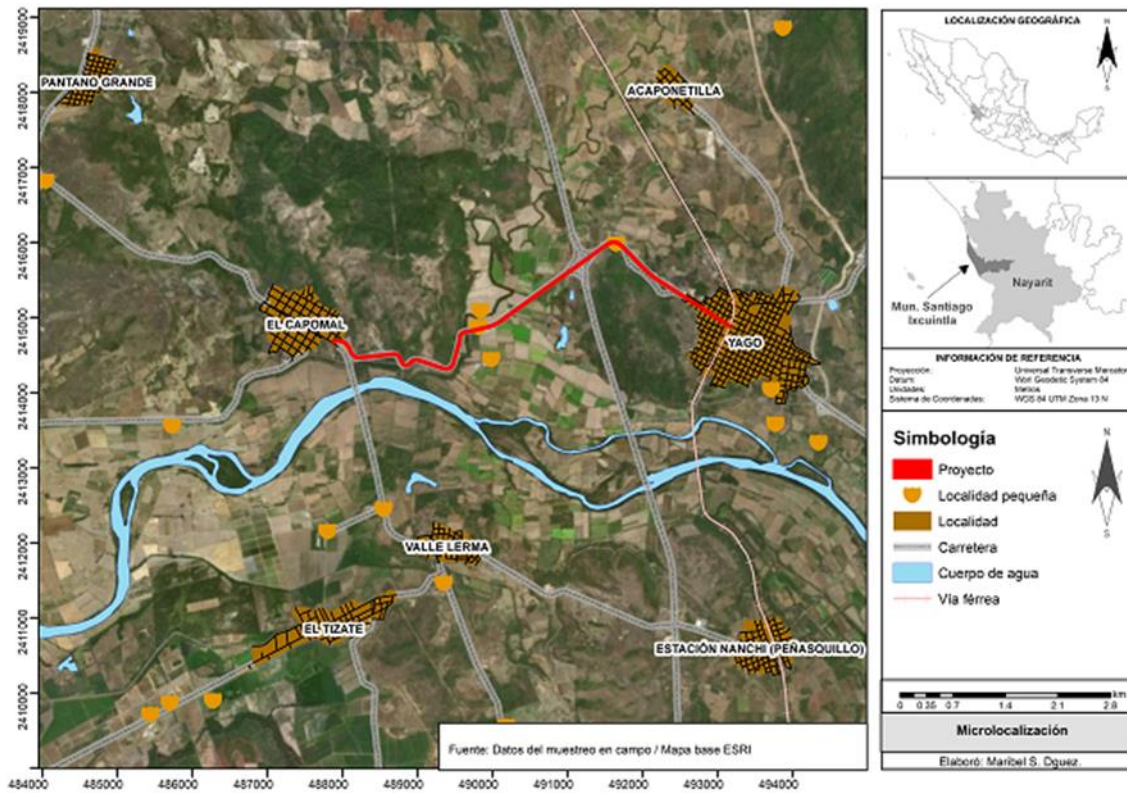 2419000
2418000
2417000
2416000
2415000
2414000
2413000
2412000
2411000
2410000
484000
485000
486000
487000
488000
489000
490000
491000
492000
493000
494000
PANTANO GRANDE
ACAPONETILLA
EL CAPOMAL
YAGO
VALLE LERMA
EL TIZATE
ESTACIÓN NANCHI (PEÑASQUILLO)
Fuente: Datos del muestreo en campo / Mapa base ESRI
LOCALIZACIÓN GEOGRÁFICA
N
S
Nayarit
Mun. Santiago
Ixcuintla
INFORMACIÓN DE REFERENCIA
Proyección: Universal Transverse Mercator
Datum: Worl Geodetic System 84
Unidades: Metros
Sistema de Coordenadas: WGS 84 UTM Zona 13 N
Simbología
N
S
Proyecto
Localidad pequeña
Localidad
Carretera
Cuerpo de agua
Vía férrea
km
0 0.35 0.7 1.4 2.1 2.8
Microlocalización
Elaboró: Maribel S. Dguez.